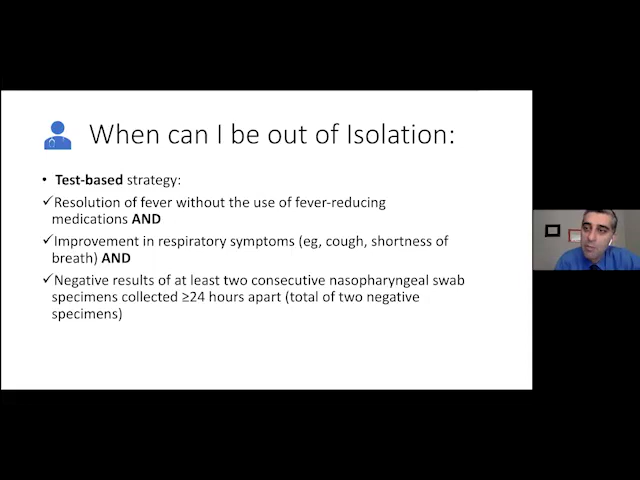 When can I be out of Isolation:
• Test-based strategy:
✓Resolution of fever without the use of fever-reducing
medications AND
✓Improvement in respiratory symptoms (eg, cough, shortness of
breath) AND
✓Negative results of at least two consecutive nasopharyngeal swab
specimens collected ≥24 hours apart (total of two negative
specimens)